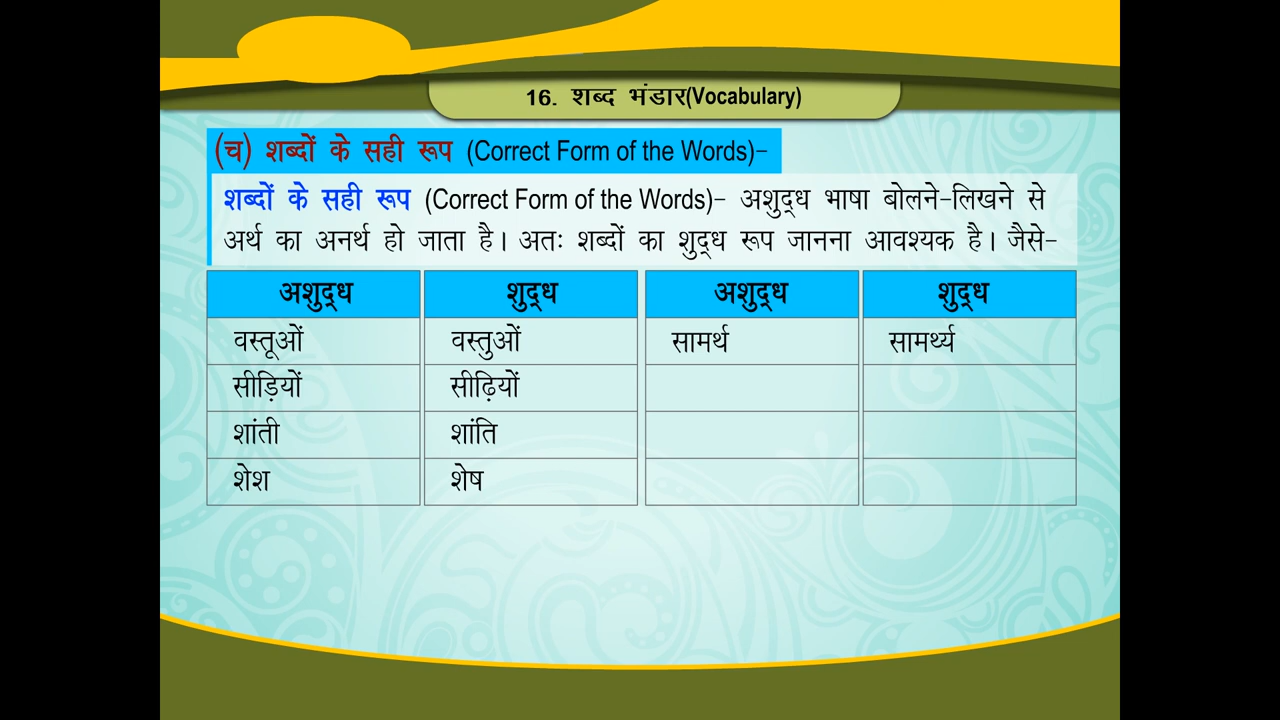 16. शब्द भंडार(Vocabulary)
(च) शब्दों के सही रूप (Correct Form of the Words)-
शब्दों के सही रूप (Correct Form of the Words)- अशुद्ध भाषा बोलने-लिखने से
अर्थ का अनर्थ हो जाता है। अतः शब्दों का शुद्ध रूप जानना आवश्यक है। जैसे-
अशुद्ध शुद्ध अशुद्ध शुद्ध
वस्तूओं वस्तुओं सामर्थ सामर्थ्य
सीड़ियों सीढ़ियों
शांती शांति
शेश शेष